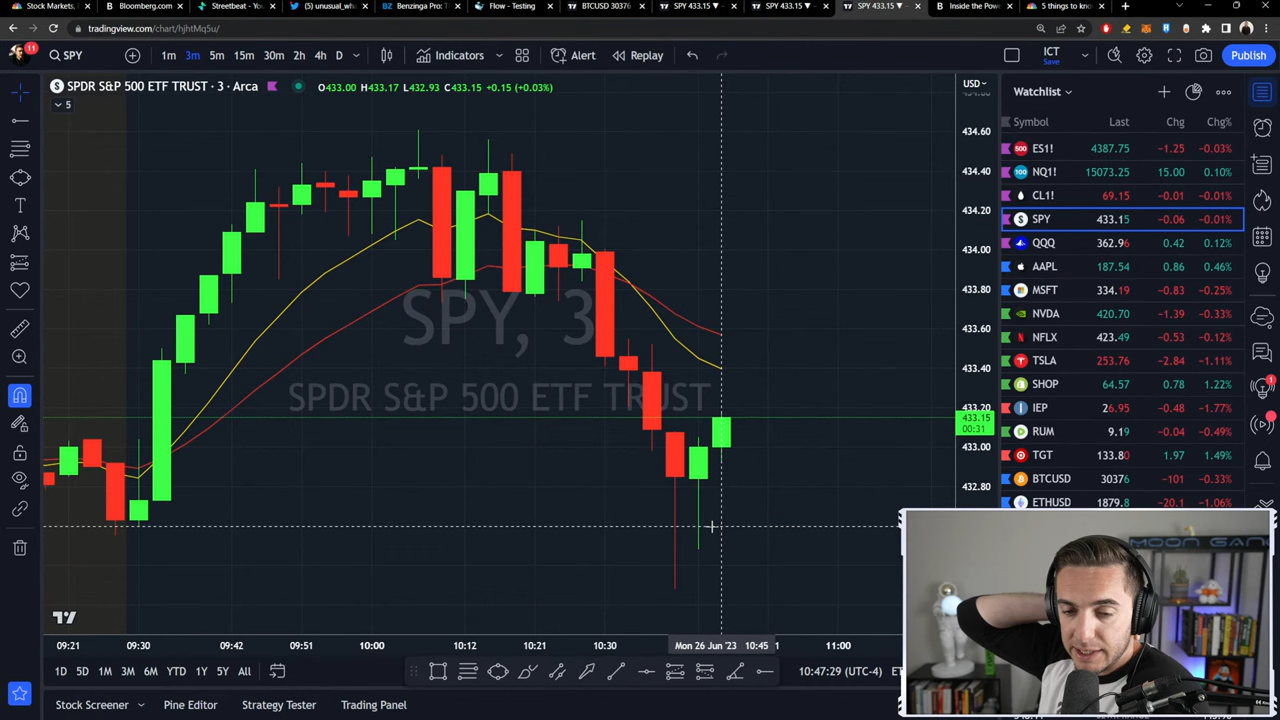 Stock Markets,
Bloomberg.com
Streetbeat - Yo
(5) unusual_w
Benzinga Pro:
Flow - Testing
BTCUSD 30376
SPY 433.15 ▼
SPY 433.15 ▼
SPY 433.15 ▼
Inside the Pow
5 things to kno
tradingview.com/chart/hjhtMq5u/
11
SPY
1m 3m 5m 15m 30m 2h 4h D
Indicators
Alert
Replay
ICT
Save
Publish
SPDR S&P 500 ETF TRUST · 3 · Arca
O433.00 H433.17 L432.93 C433.15 +0.15 (+0.03%)
5
USD
434.60
434.40
434.20
434.00
433.80
433.60
433.40
433.20
433.15
00:31
433.00
432.80
SPY, 3
SPDR S&P 500 ETF TRUST
Watchlist
Symbol Last Chg Chg%
ES1! 4387.75 −1.25 −0.03%
NQ1! 15073.25 15.00 0.10%
CL1! 69.15 −0.01 −0.01%
SPY 433.15 −0.06 −0.01%
QQQ 362.96 0.42 0.12%
AAPL 187.54 0.86 0.46%
MSFT 334.19 −0.83 −0.25%
NVDA 420.70 −1.39 −0.33%
NFLX 423.49 −0.53 −0.12%
TSLA 253.76 −2.84 −1.11%
SHOP 64.57 0.78 1.22%
IEP 26.95 −0.48 −1.77%
RUM 9.19 −0.04 −0.49%
TGT 133.80 1.97 1.49%
BTCUSD 30376 −101 −0.33%
ETHUSD 1879.8 −20.1 −1.06%
MOON GANG
09:21 09:30 09:42 09:51 10:00 10:12 10:21 10:30 Mon 26 Jun '23 10:45 11:00
1D 5D 1M 3M 6M YTD 1Y 5Y All
10:47:29 (UTC-4)
Stock Screener
Pine Editor
Strategy Tester
Trading Panel